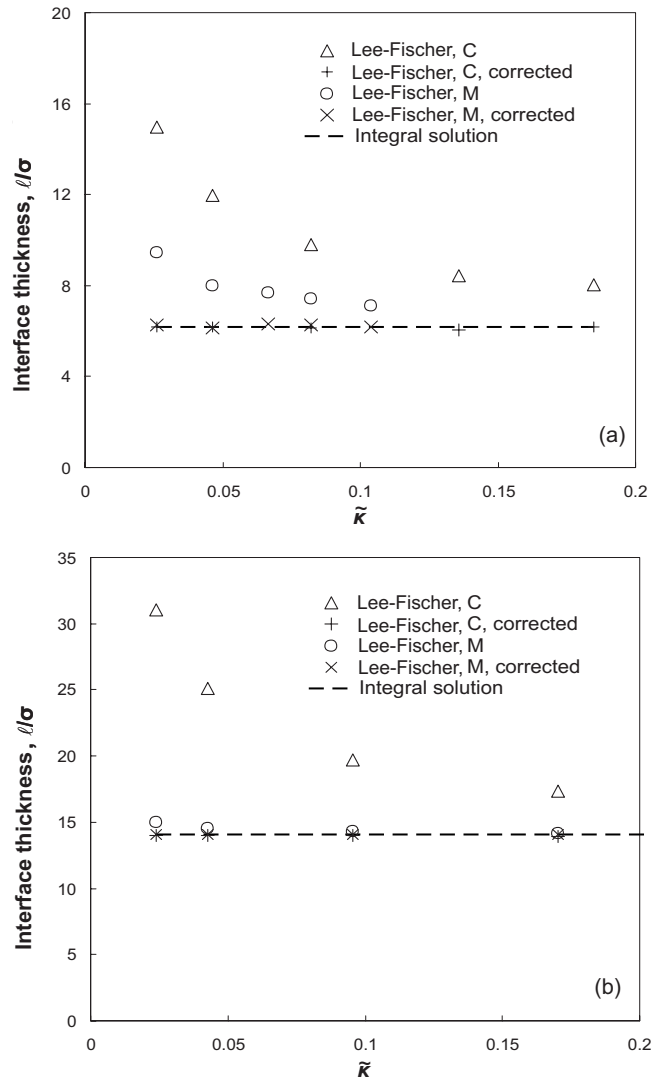 20
16
12
8
4
0
Interface thickness, ℓ/σ
Lee-Fischer, C
Lee-Fischer, C, corrected
Lee-Fischer, M
Lee-Fischer, M, corrected
Integral solution
(a)
0 0.05 0.1 0.15 0.2
κ̃
35
30
25
20
15
10
5
0
Interface thickness, ℓ/σ
Lee-Fischer, C
Lee-Fischer, C, corrected
Lee-Fischer, M
Lee-Fischer, M, corrected
Integral solution
(b)
0 0.05 0.1 0.15 0.2
κ̃